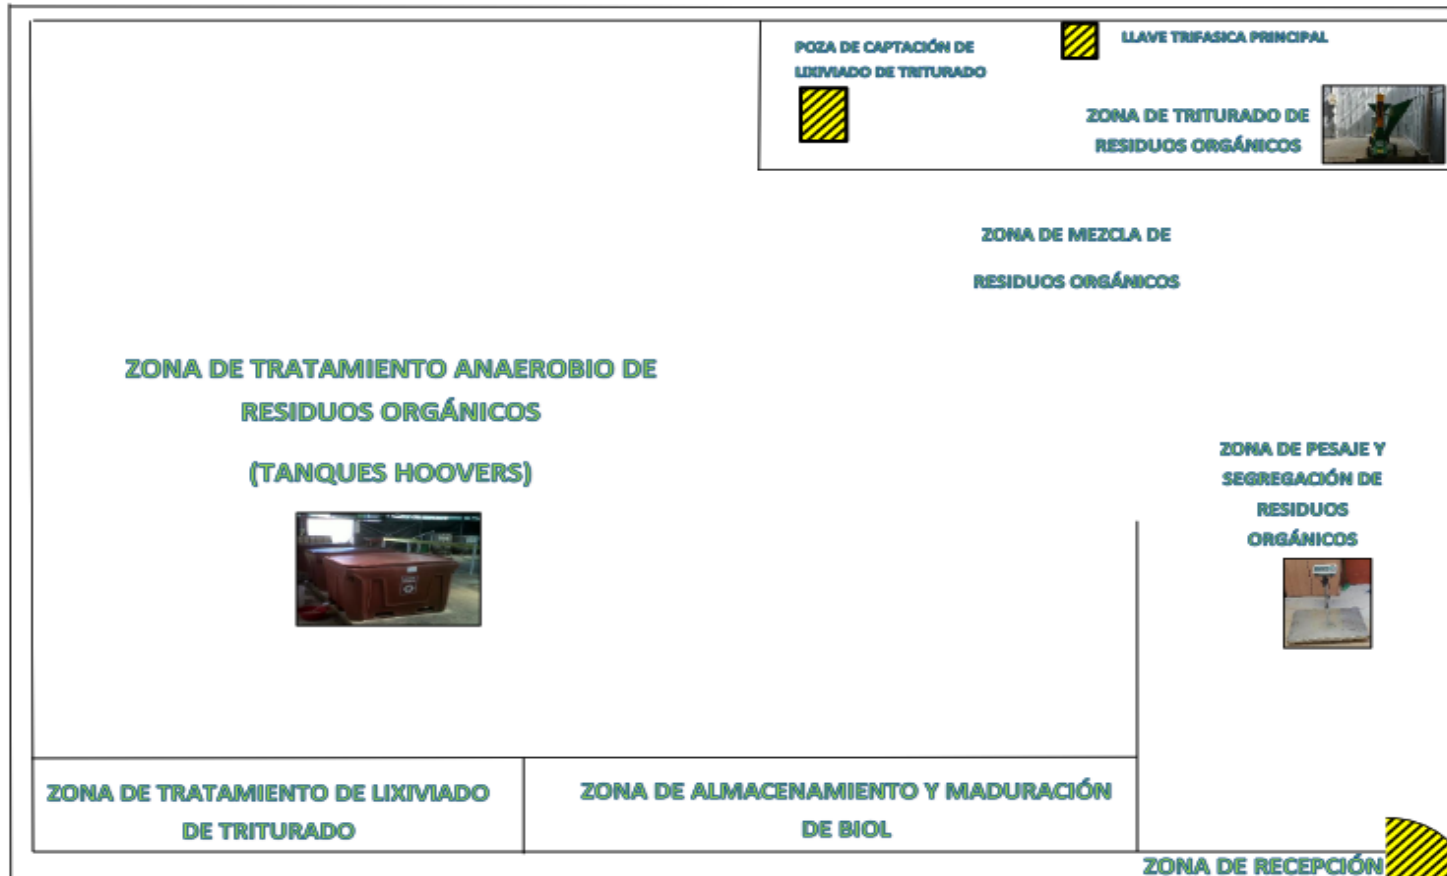 POZA DE CAPTACIÓN DE
LIXIVIADO DE TRITURADO
LLAVE TRIFASICA PRINCIPAL
ZONA DE TRITURADO DE
RESIDUOS ORGÁNICOS
ZONA DE MEZCLA DE
RESIDUOS ORGÁNICOS
ZONA DE TRATAMIENTO ANAEROBIO DE
RESIDUOS ORGÁNICOS
(TANQUES HOOVERS)
ZONA DE PESAJE Y
SEGREGACIÓN DE
RESIDUOS
ORGÁNICOS
ZONA DE TRATAMIENTO DE LIXIVIADO
DE TRITURADO
ZONA DE ALMACENAMIENTO Y MADURACIÓN
DE BIOL
ZONA DE RECEPCIÓN